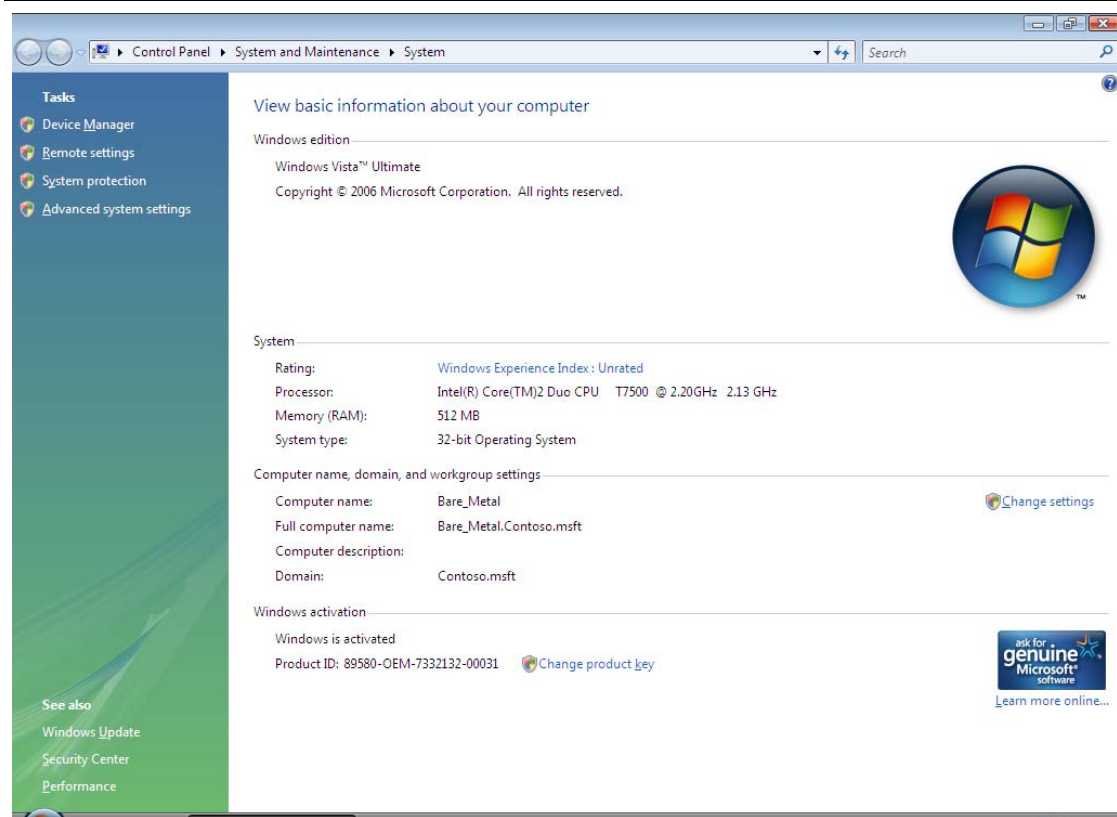 Control Panel System and Maintenance System
Search
Tasks
Device Manager
Remote settings
System protection
Advanced system settings
View basic information about your computer
Windows edition
Windows Vista™ Ultimate
Copyright © 2006 Microsoft Corporation. All rights reserved.
TM
System
Rating: Windows Experience Index : Unrated
Processor: Intel(R) Core(TM)2 Duo CPU T7500 @ 2.20GHz 2.13 GHz
Memory (RAM): 512 MB
System type: 32-bit Operating System
Computer name, domain, and workgroup settings
Computer name: Bare_Metal
Change settings
Full computer name: Bare_Metal.Contoso.msft
Computer description:
Domain: Contoso.msft
Windows activation
Windows is activated
Product ID: 89580-OEM-7332132-00031 Change product key
ask for
genuine
Microsoft®
software
Learn more online...
See also
Windows Update
Security Center
Performance